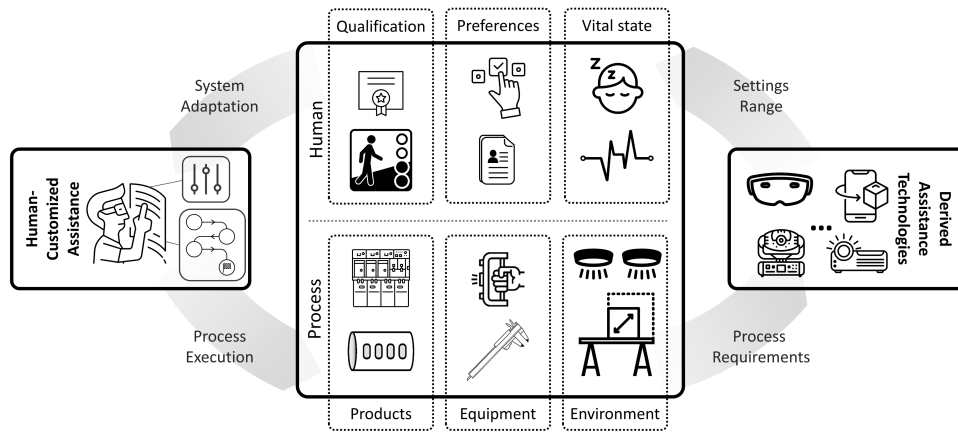 Qualification
Preferences
Vital state
System
Adaptation
Settings
Range
Human
z
z
Human-
Customized
Assistance
Derived
Assistance
Technologies
...
Process
Process
Execution
Process
Requirements
Products
Equipment
Environment